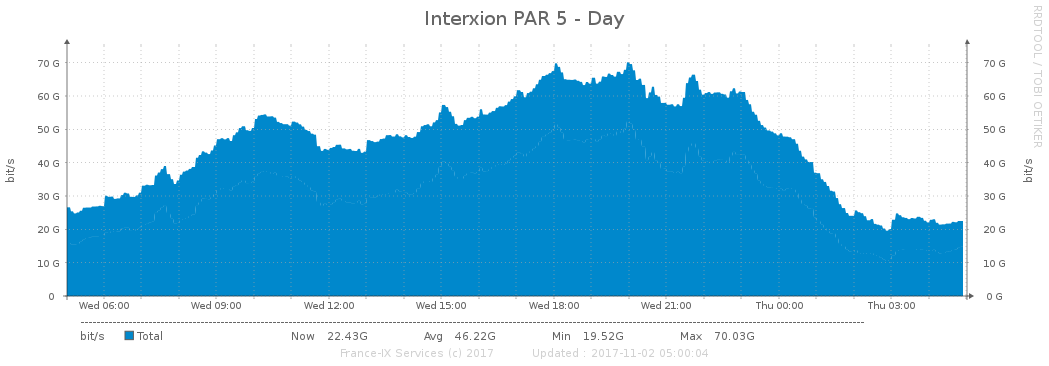 Interxion PAR 5 - Day
RRDTOOL / TOBI OETIKER
bit/s
bit/s
70 G 70 G
60 G 60 G
50 G 50 G
40 G 40 G
30 G 30 G
20 G 20 G
10 G 10 G
0 0 G
Wed 06:00 Wed 09:00 Wed 12:00 Wed 15:00 Wed 18:00 Wed 21:00 Thu 00:00 Thu 03:00
bit/s Total Now 22.43G Avg 46.22G Min 19.52G Max 70.03G
France-IX Services (c) 2017 Updated : 2017-11-02 05:00:04